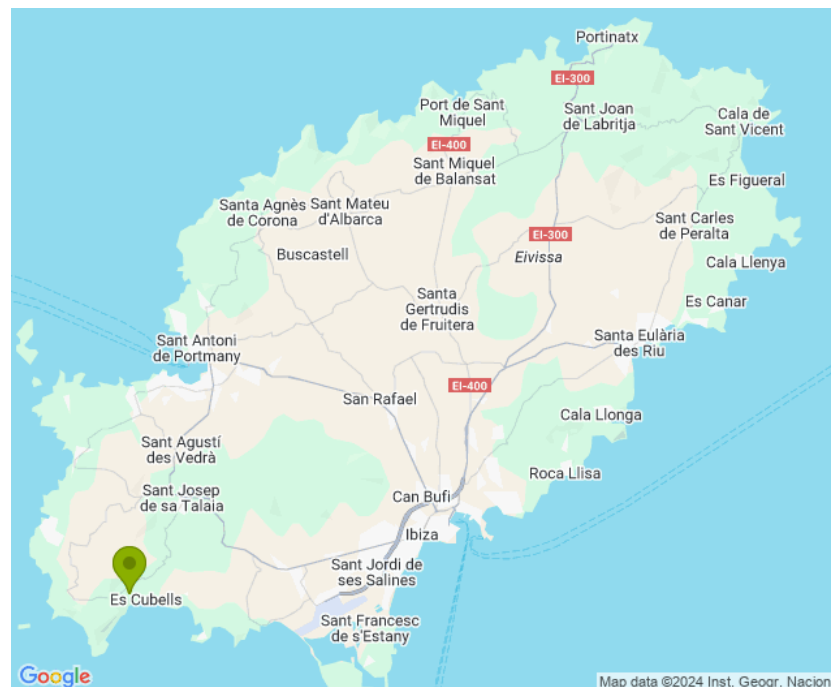 Portinatx
EI-300
Port de Sant
Miquel
Sant Joan
de Labritja
Cala de
Sant Vicent
EI-400
Sant Miquel
de Balansat
Es Figueral
Santa Agnès
de Corona
Sant Mateu
d'Albarca
Sant Carles
de Peralta
EI-300
Buscastell
Eivissa
Cala Llenya
Santa
Gertrudis
de Fruitera
Es Canar
Sant Antoni
de Portmany
Santa Eulària
des Riu
EI-400
San Rafael
Cala Llonga
Sant Agustí
des Vedrà
Roca Llisa
Sant Josep
de sa Talaia
Can Bufi
Ibiza
Sant Jordi de
ses Salines
Es Cubells
Sant Francesc
de s'Estany
Google
Map data ©2024 Inst. Geogr. Nacion